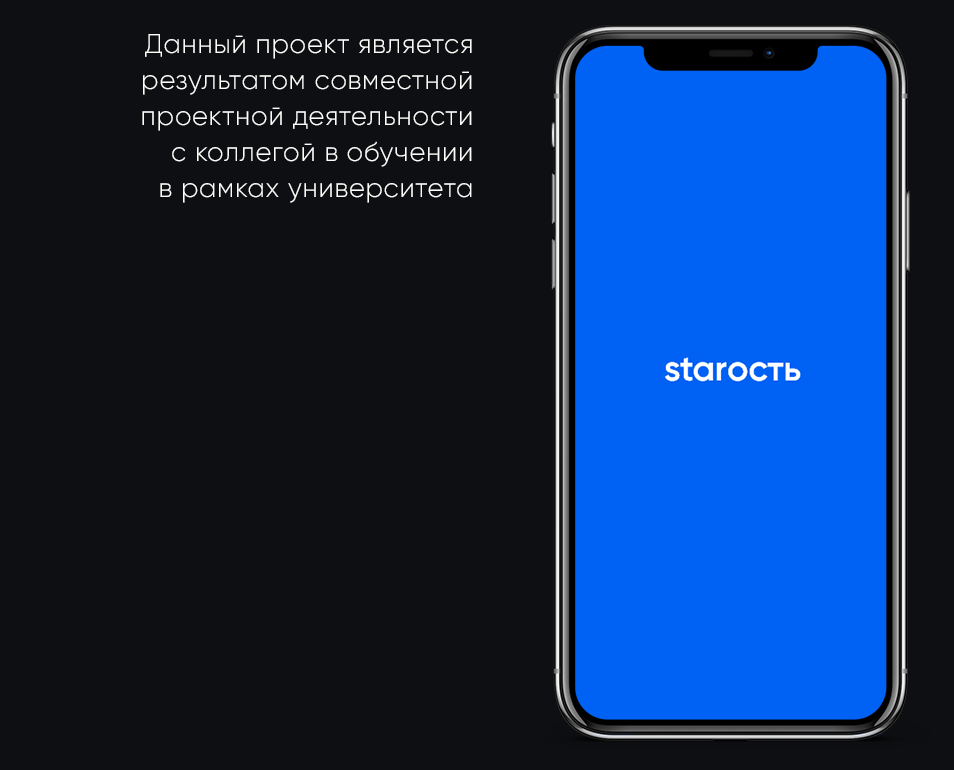 Данный проект является
результатом совместной
проектной деятельности
с коллегой в обучении
в рамках университета
starость